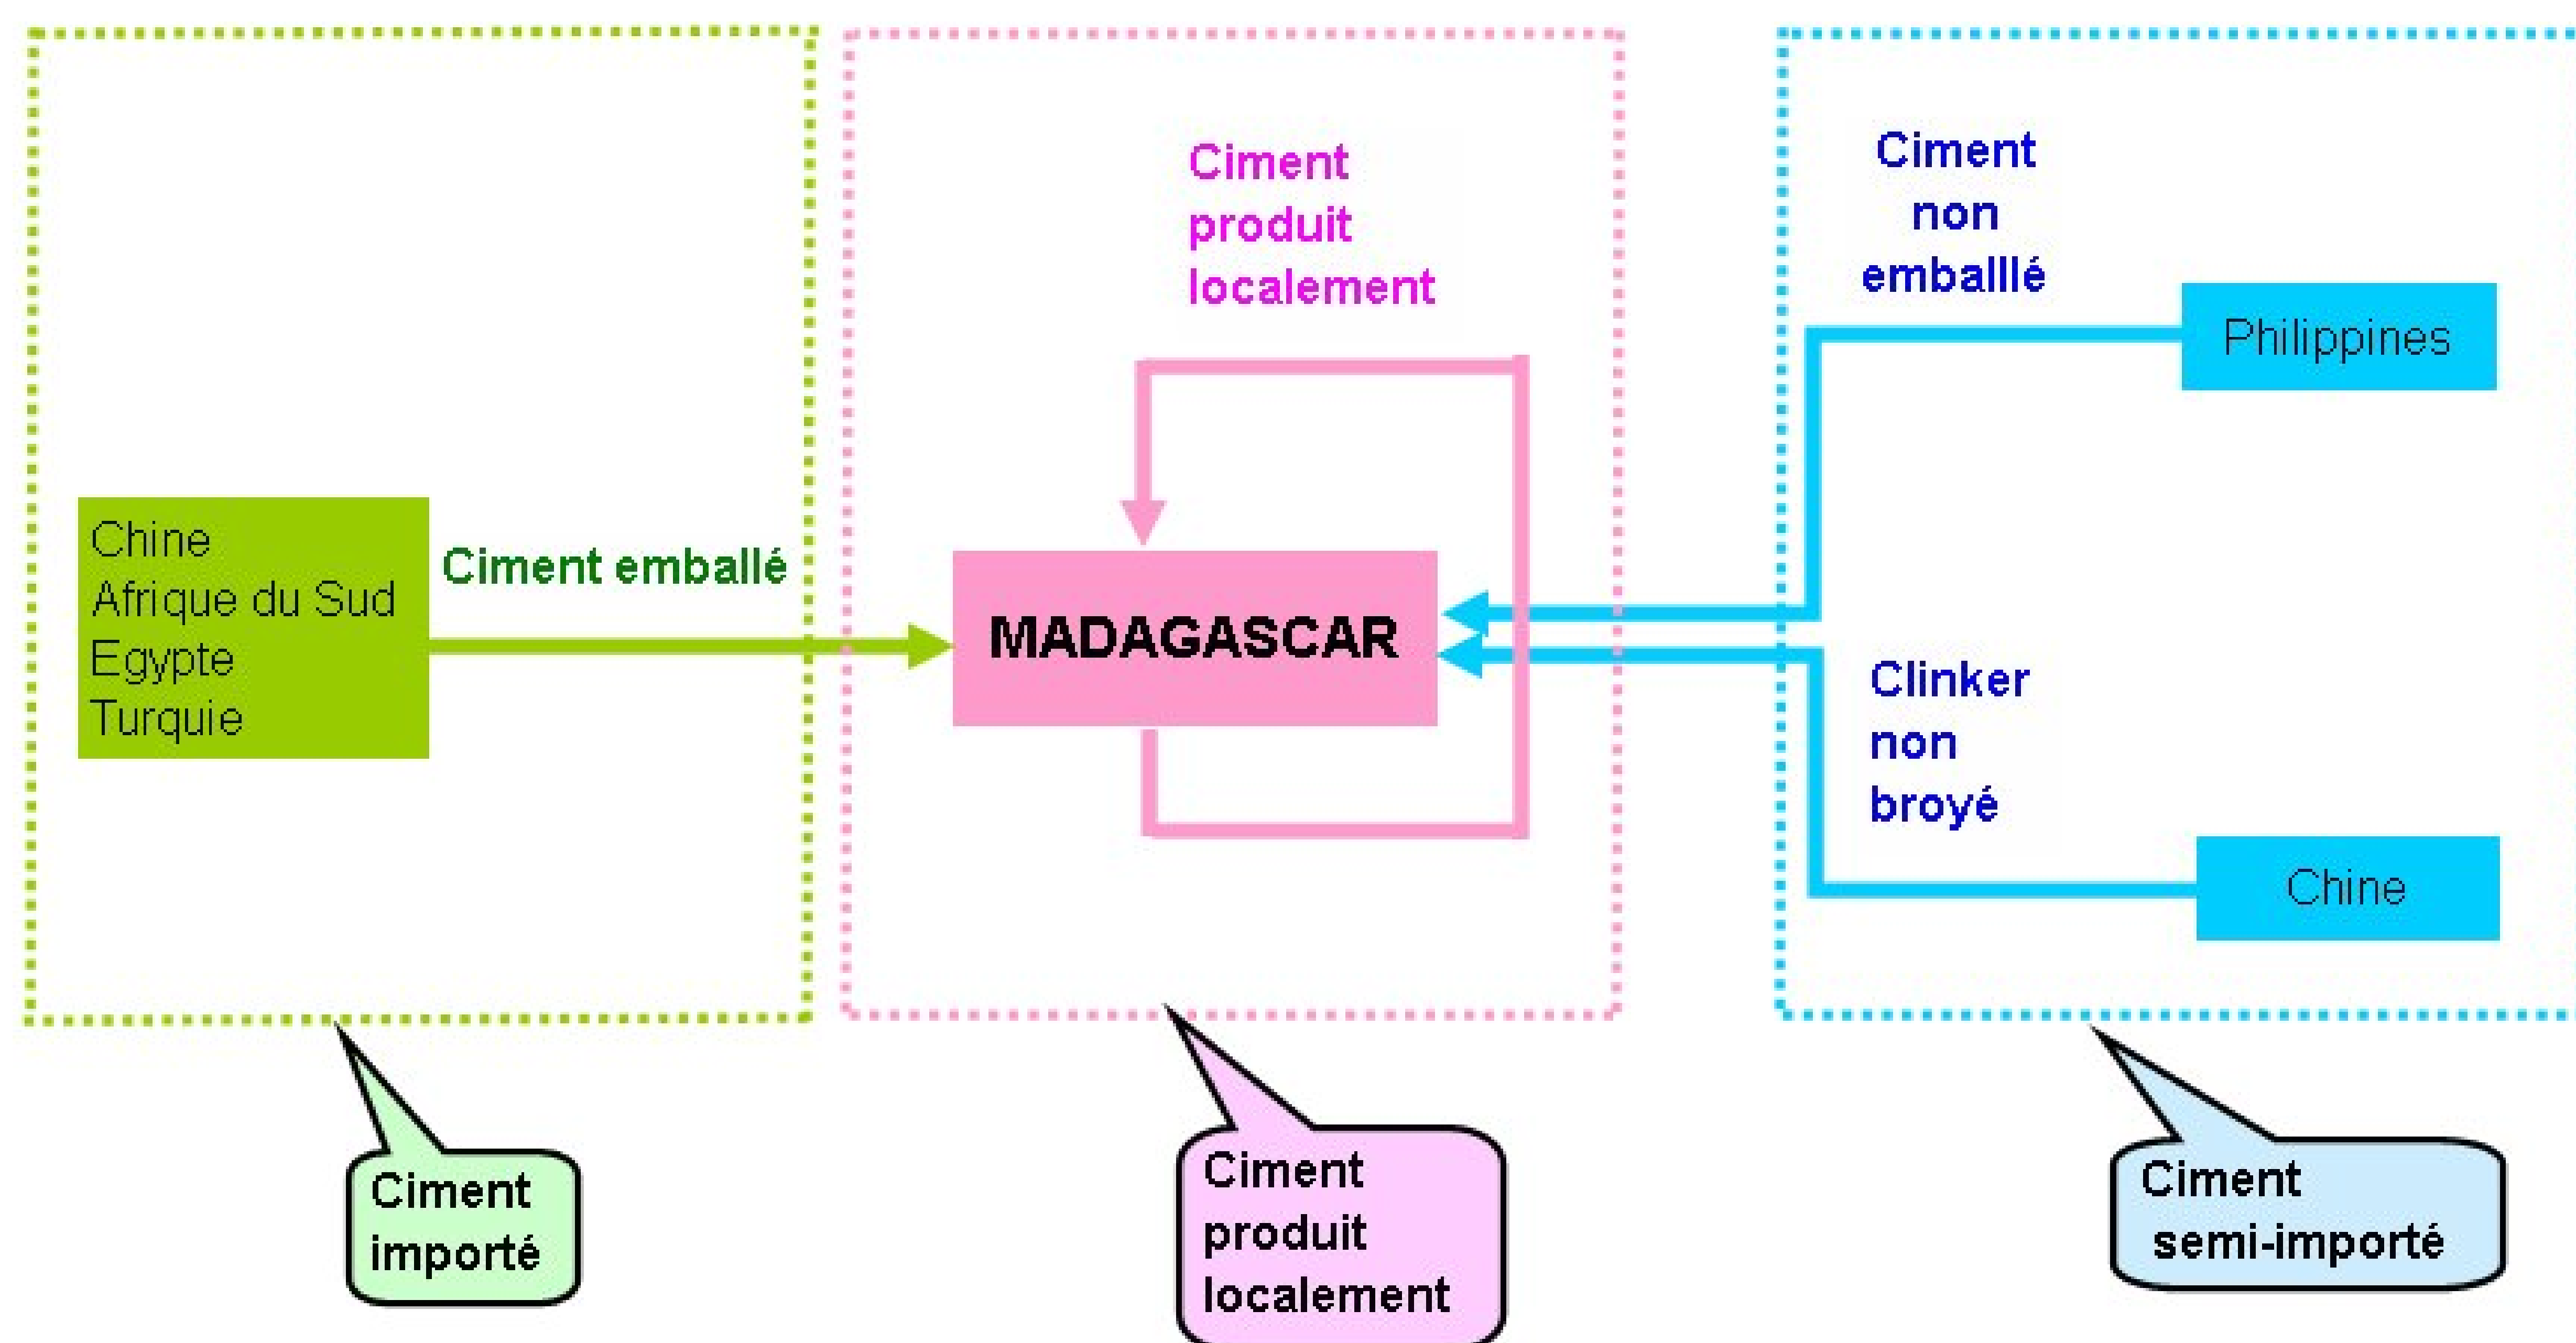 Chine
Afrique du Sud
Egypte
Turquie
Ciment emballé
Ciment
produit
localement
MADAGASCAR
Ciment
non
emballlé
Philippines
Clinker
non
broyé
Chine
Ciment
importé
Ciment
produit
localement
Ciment
semi-importé